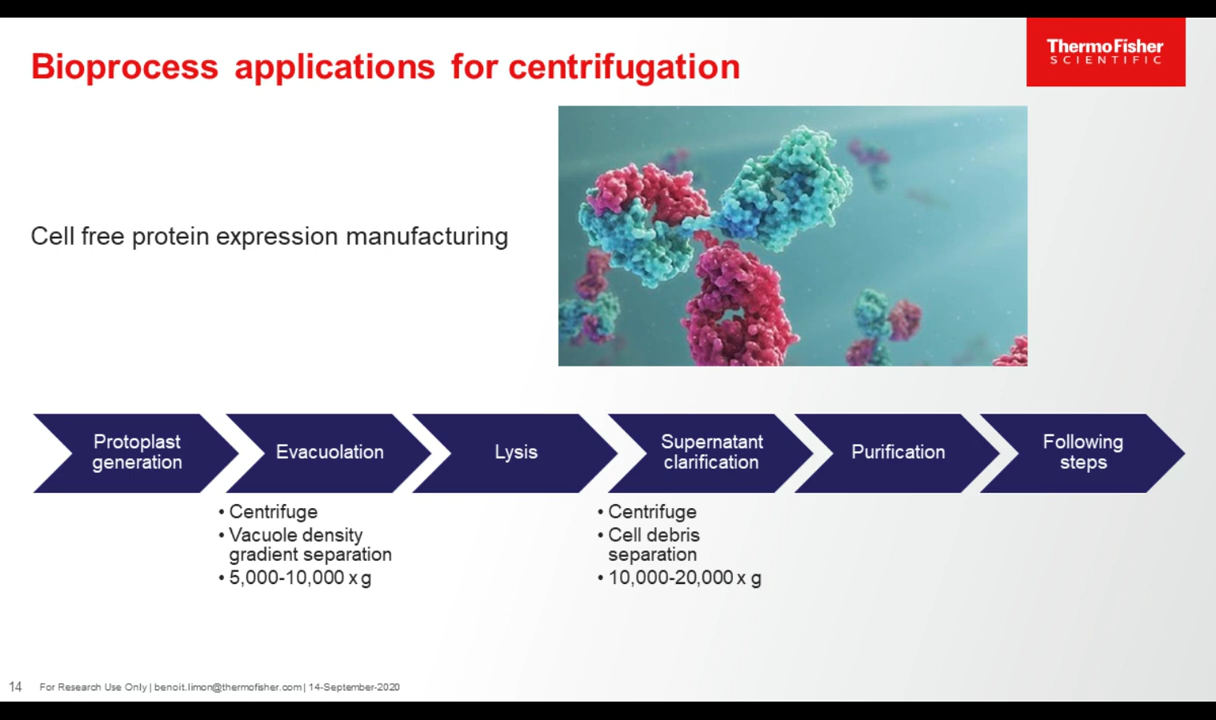 Bioprocess applications for centrifugation
ThermoFisher
SCIENTIFIC
Cell free protein expression manufacturing
Protoplast
generation
Evacuolation
Lysis
Supernatant
clarification
Purification
Following
steps
• Centrifuge
• Vacuole density
gradient separation
• 5,000-10,000 x g
• Centrifuge
• Cell debris
separation
• 10,000-20,000 x g
14 For Research Use Only | benoit.limon@thermofisher.com | 14-September-2020